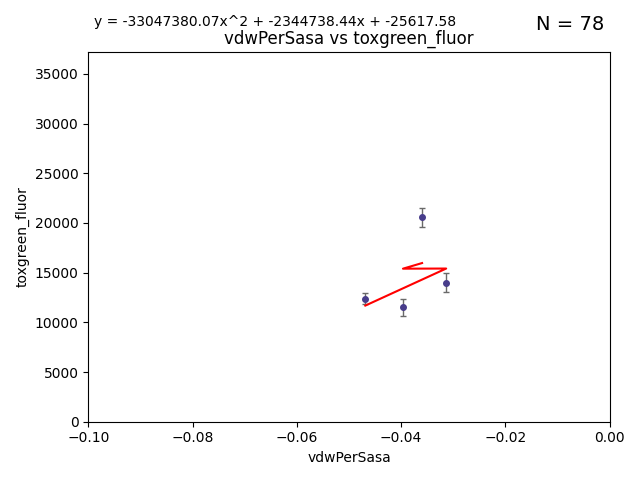 y = -33047380.07x^2 + -2344738.44x + -25617.58
N = 78
vdwPerSasa vs toxgreen_fluor
35000
30000
25000
20000
15000
10000
5000
0
toxgreen_fluor
−0.10 −0.08 −0.06 −0.04 −0.02 0.00
vdwPerSasa